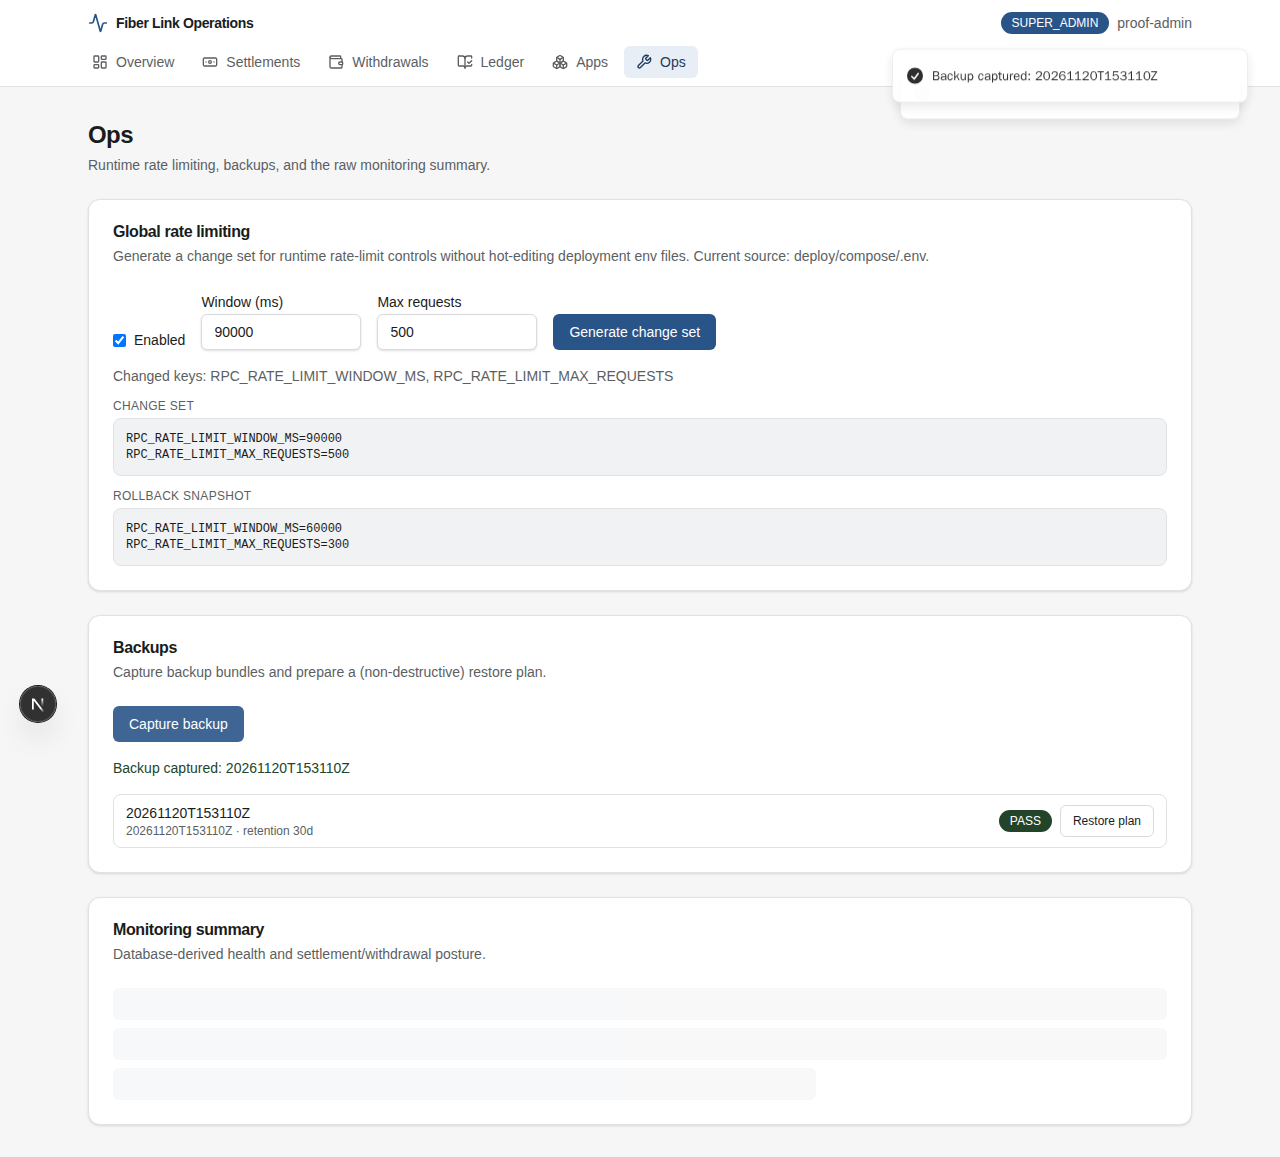 Fiber Link Operations
SUPER_ADMIN proof-admin
Overview Settlements Withdrawals Ledger Apps Ops
Backup captured: 20261120T153110Z
Ops
Runtime rate limiting, backups, and the raw monitoring summary.
Global rate limiting
Generate a change set for runtime rate-limit controls without hot-editing deployment env files. Current source: deploy/compose/.env.
Window (ms) Max requests
Enabled 90000 500 Generate change set
Changed keys: RPC_RATE_LIMIT_WINDOW_MS, RPC_RATE_LIMIT_MAX_REQUESTS
CHANGE SET
RPC_RATE_LIMIT_WINDOW_MS=90000
RPC_RATE_LIMIT_MAX_REQUESTS=500
ROLLBACK SNAPSHOT
RPC_RATE_LIMIT_WINDOW_MS=60000
RPC_RATE_LIMIT_MAX_REQUESTS=300
Backups
Capture backup bundles and prepare a (non-destructive) restore plan.
N
Capture backup
Backup captured: 20261120T153110Z
20261120T153110Z
20261120T153110Z · retention 30d
PASS Restore plan
Monitoring summary
Database-derived health and settlement/withdrawal posture.